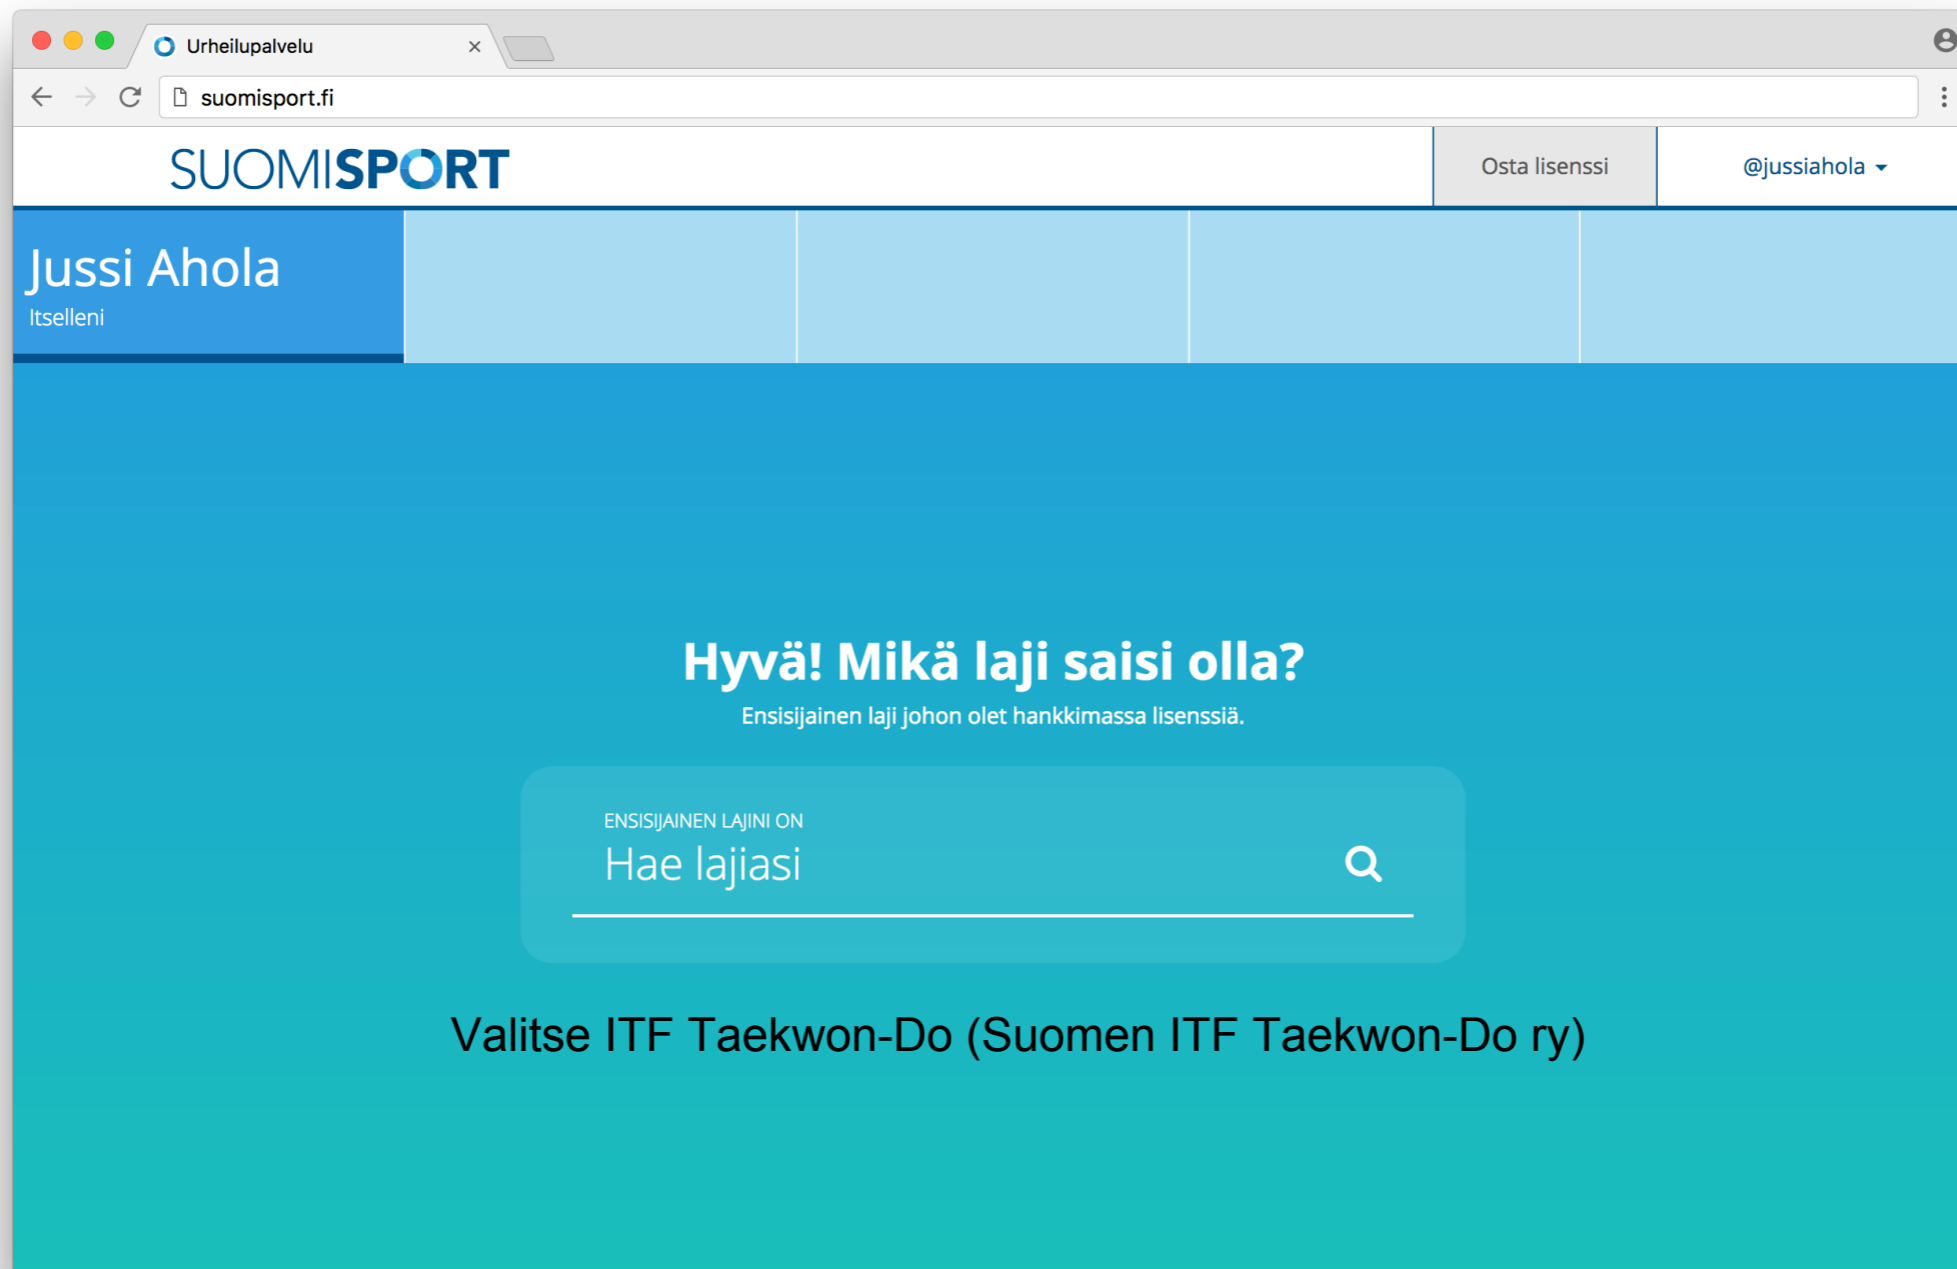 Urheilupalvelu
suomisport.fi
SUOMISPORT
Osta lisenssi
@jussiahola
Jussi Ahola
Itselleni
Hyvä! Mikä laji saisi olla?
Ensisijainen laji johon olet hankkimassa lisenssiä.
ENSISIJAINEN LAJINI ON
Hae lajiasi
Valitse ITF Taekwon-Do (Suomen ITF Taekwon-Do ry)